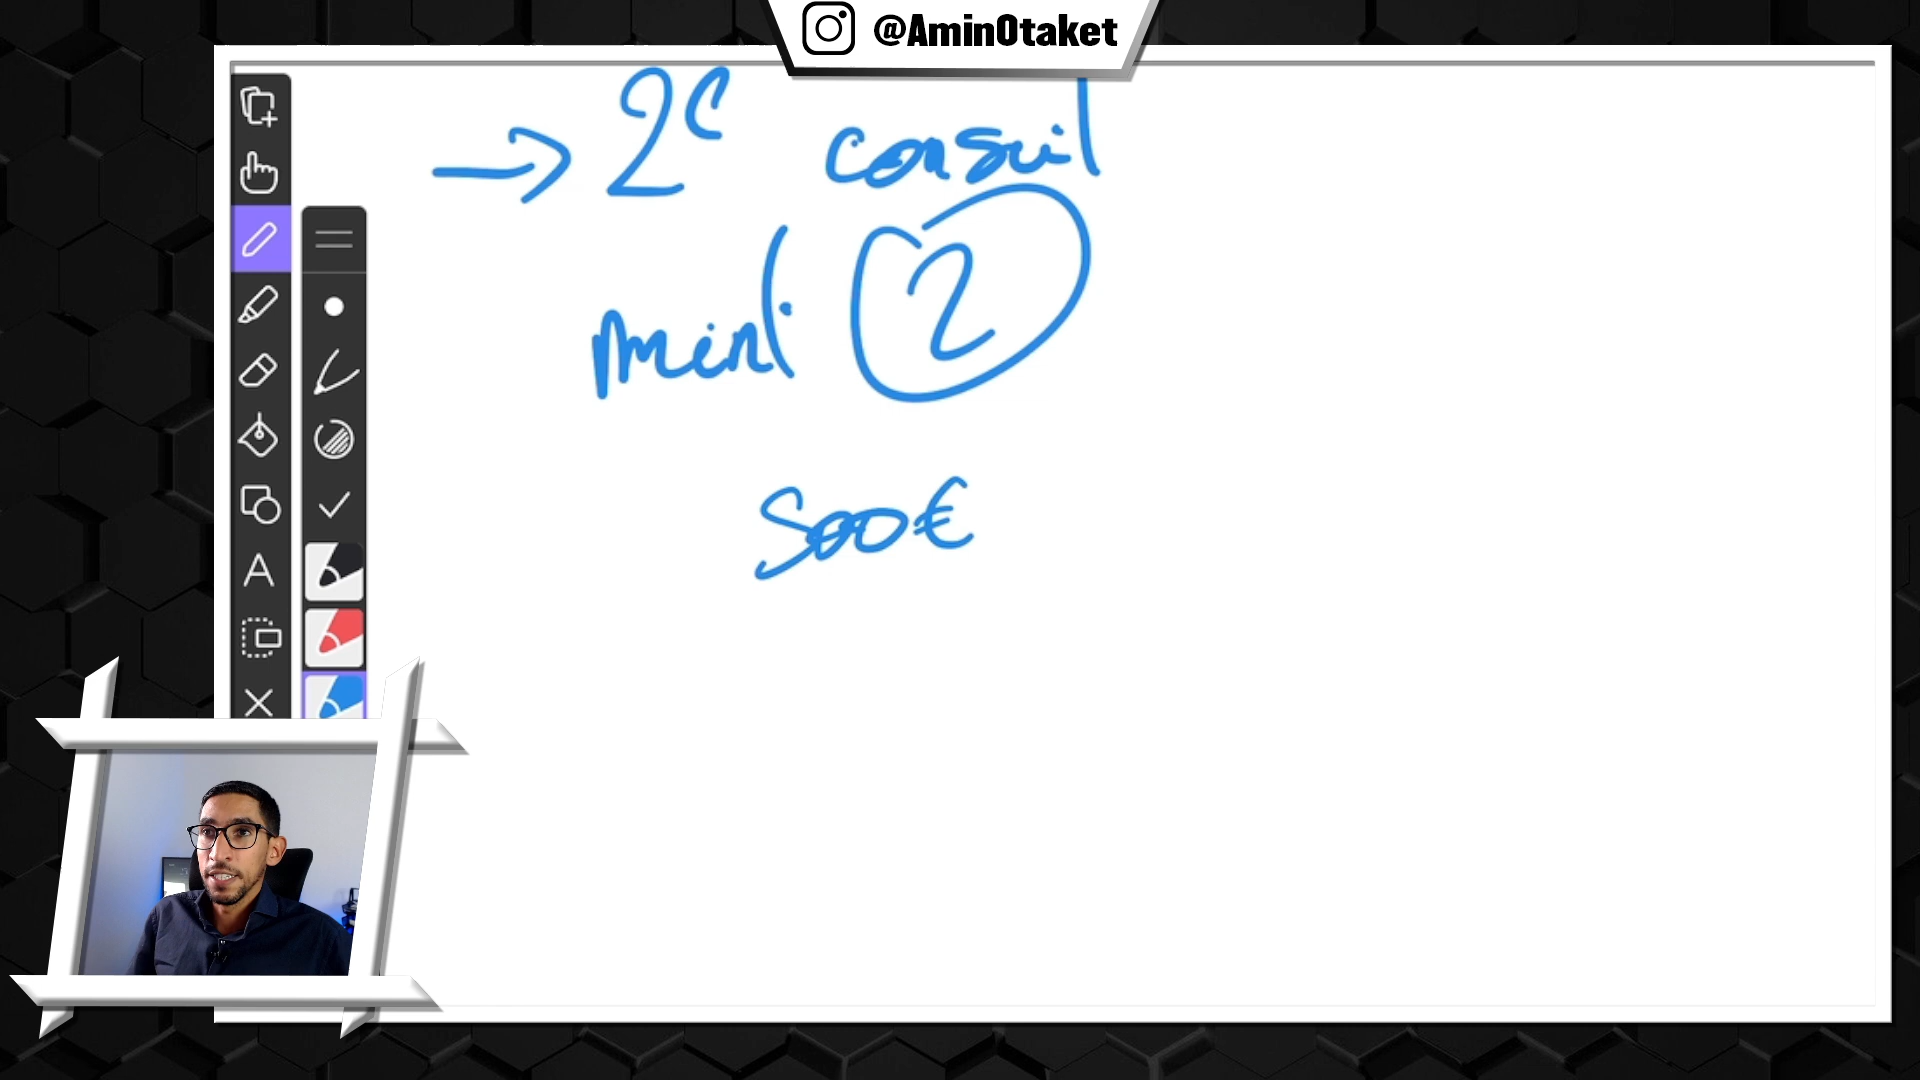 @AminOtaket
→ 2e conseil
mini 2
500€